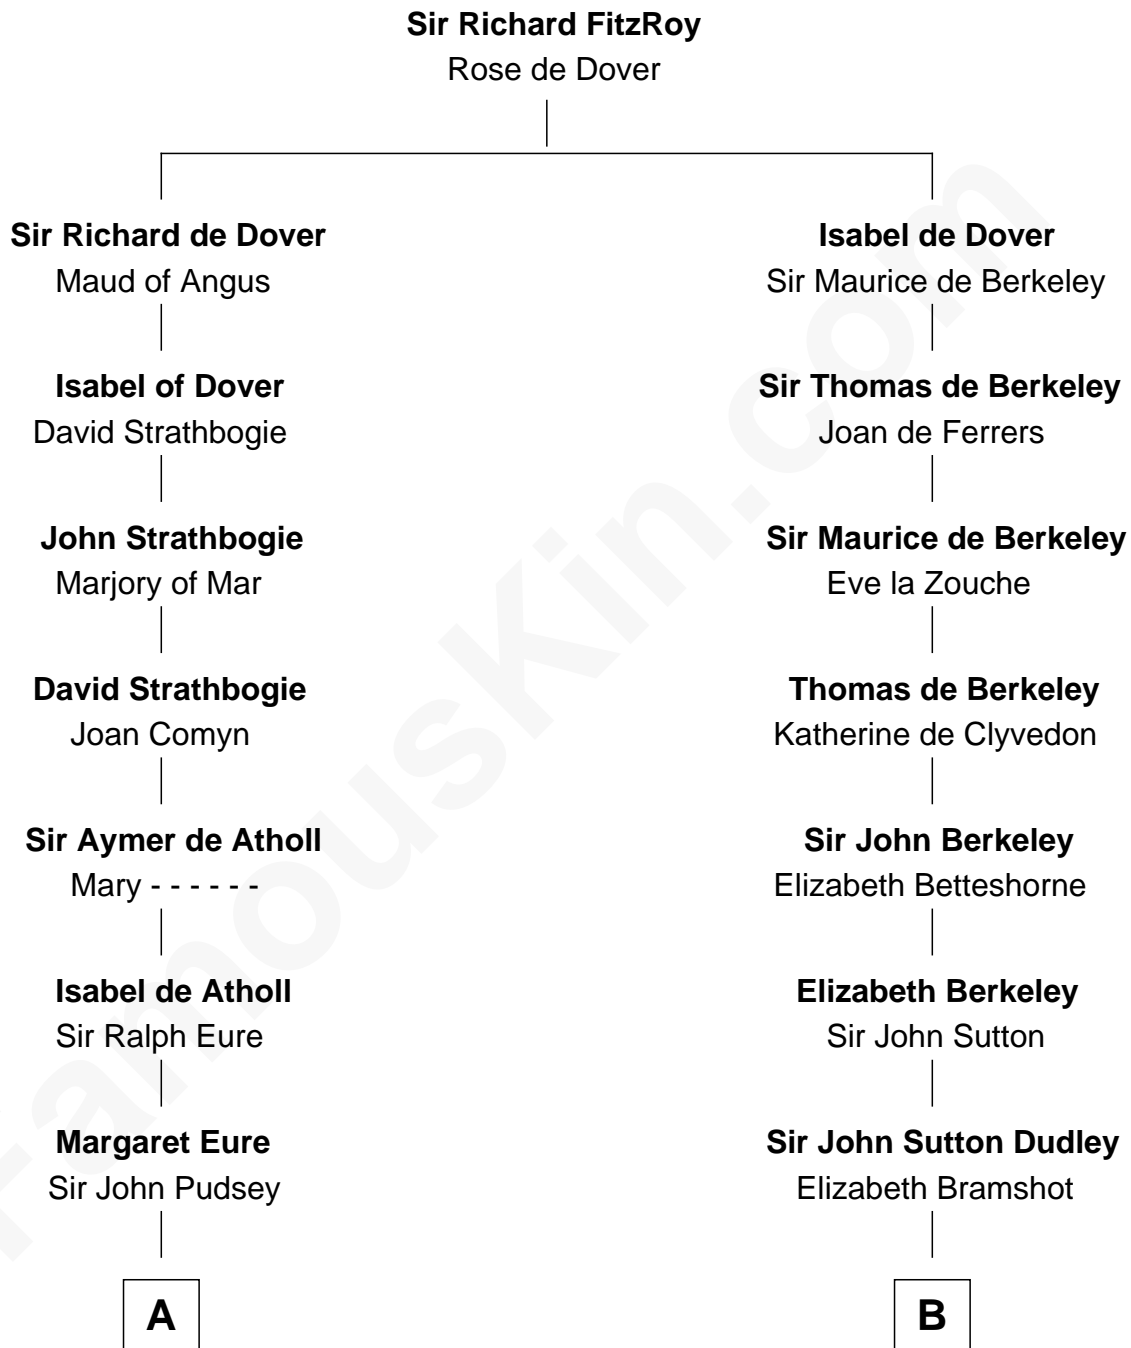 Sir Richard FitzRoy
Rose de Dover
Sir Richard de Dover
Maud of Angus
Isabel de Dover
Sir Maurice de Berkeley
Isabel of Dover
David Strathbogie
Sir Thomas de Berkeley
Joan de Ferrers
John Strathbogie
Marjory of Mar
Sir Maurice de Berkeley
Eve la Zouche
David Strathbogie
Joan Comyn
Thomas de Berkeley
Katherine de Clyvedon
Sir Aymer de Atholl
Mary - - - - - -
Sir John Berkeley
Elizabeth Betteshorne
Isabel de Atholl
Sir Ralph Eure
Elizabeth Berkeley
Sir John Sutton
Margaret Eure
Sir John Pudsey
Sir John Sutton Dudley
Elizabeth Bramshot
A
B
FamousKin.com